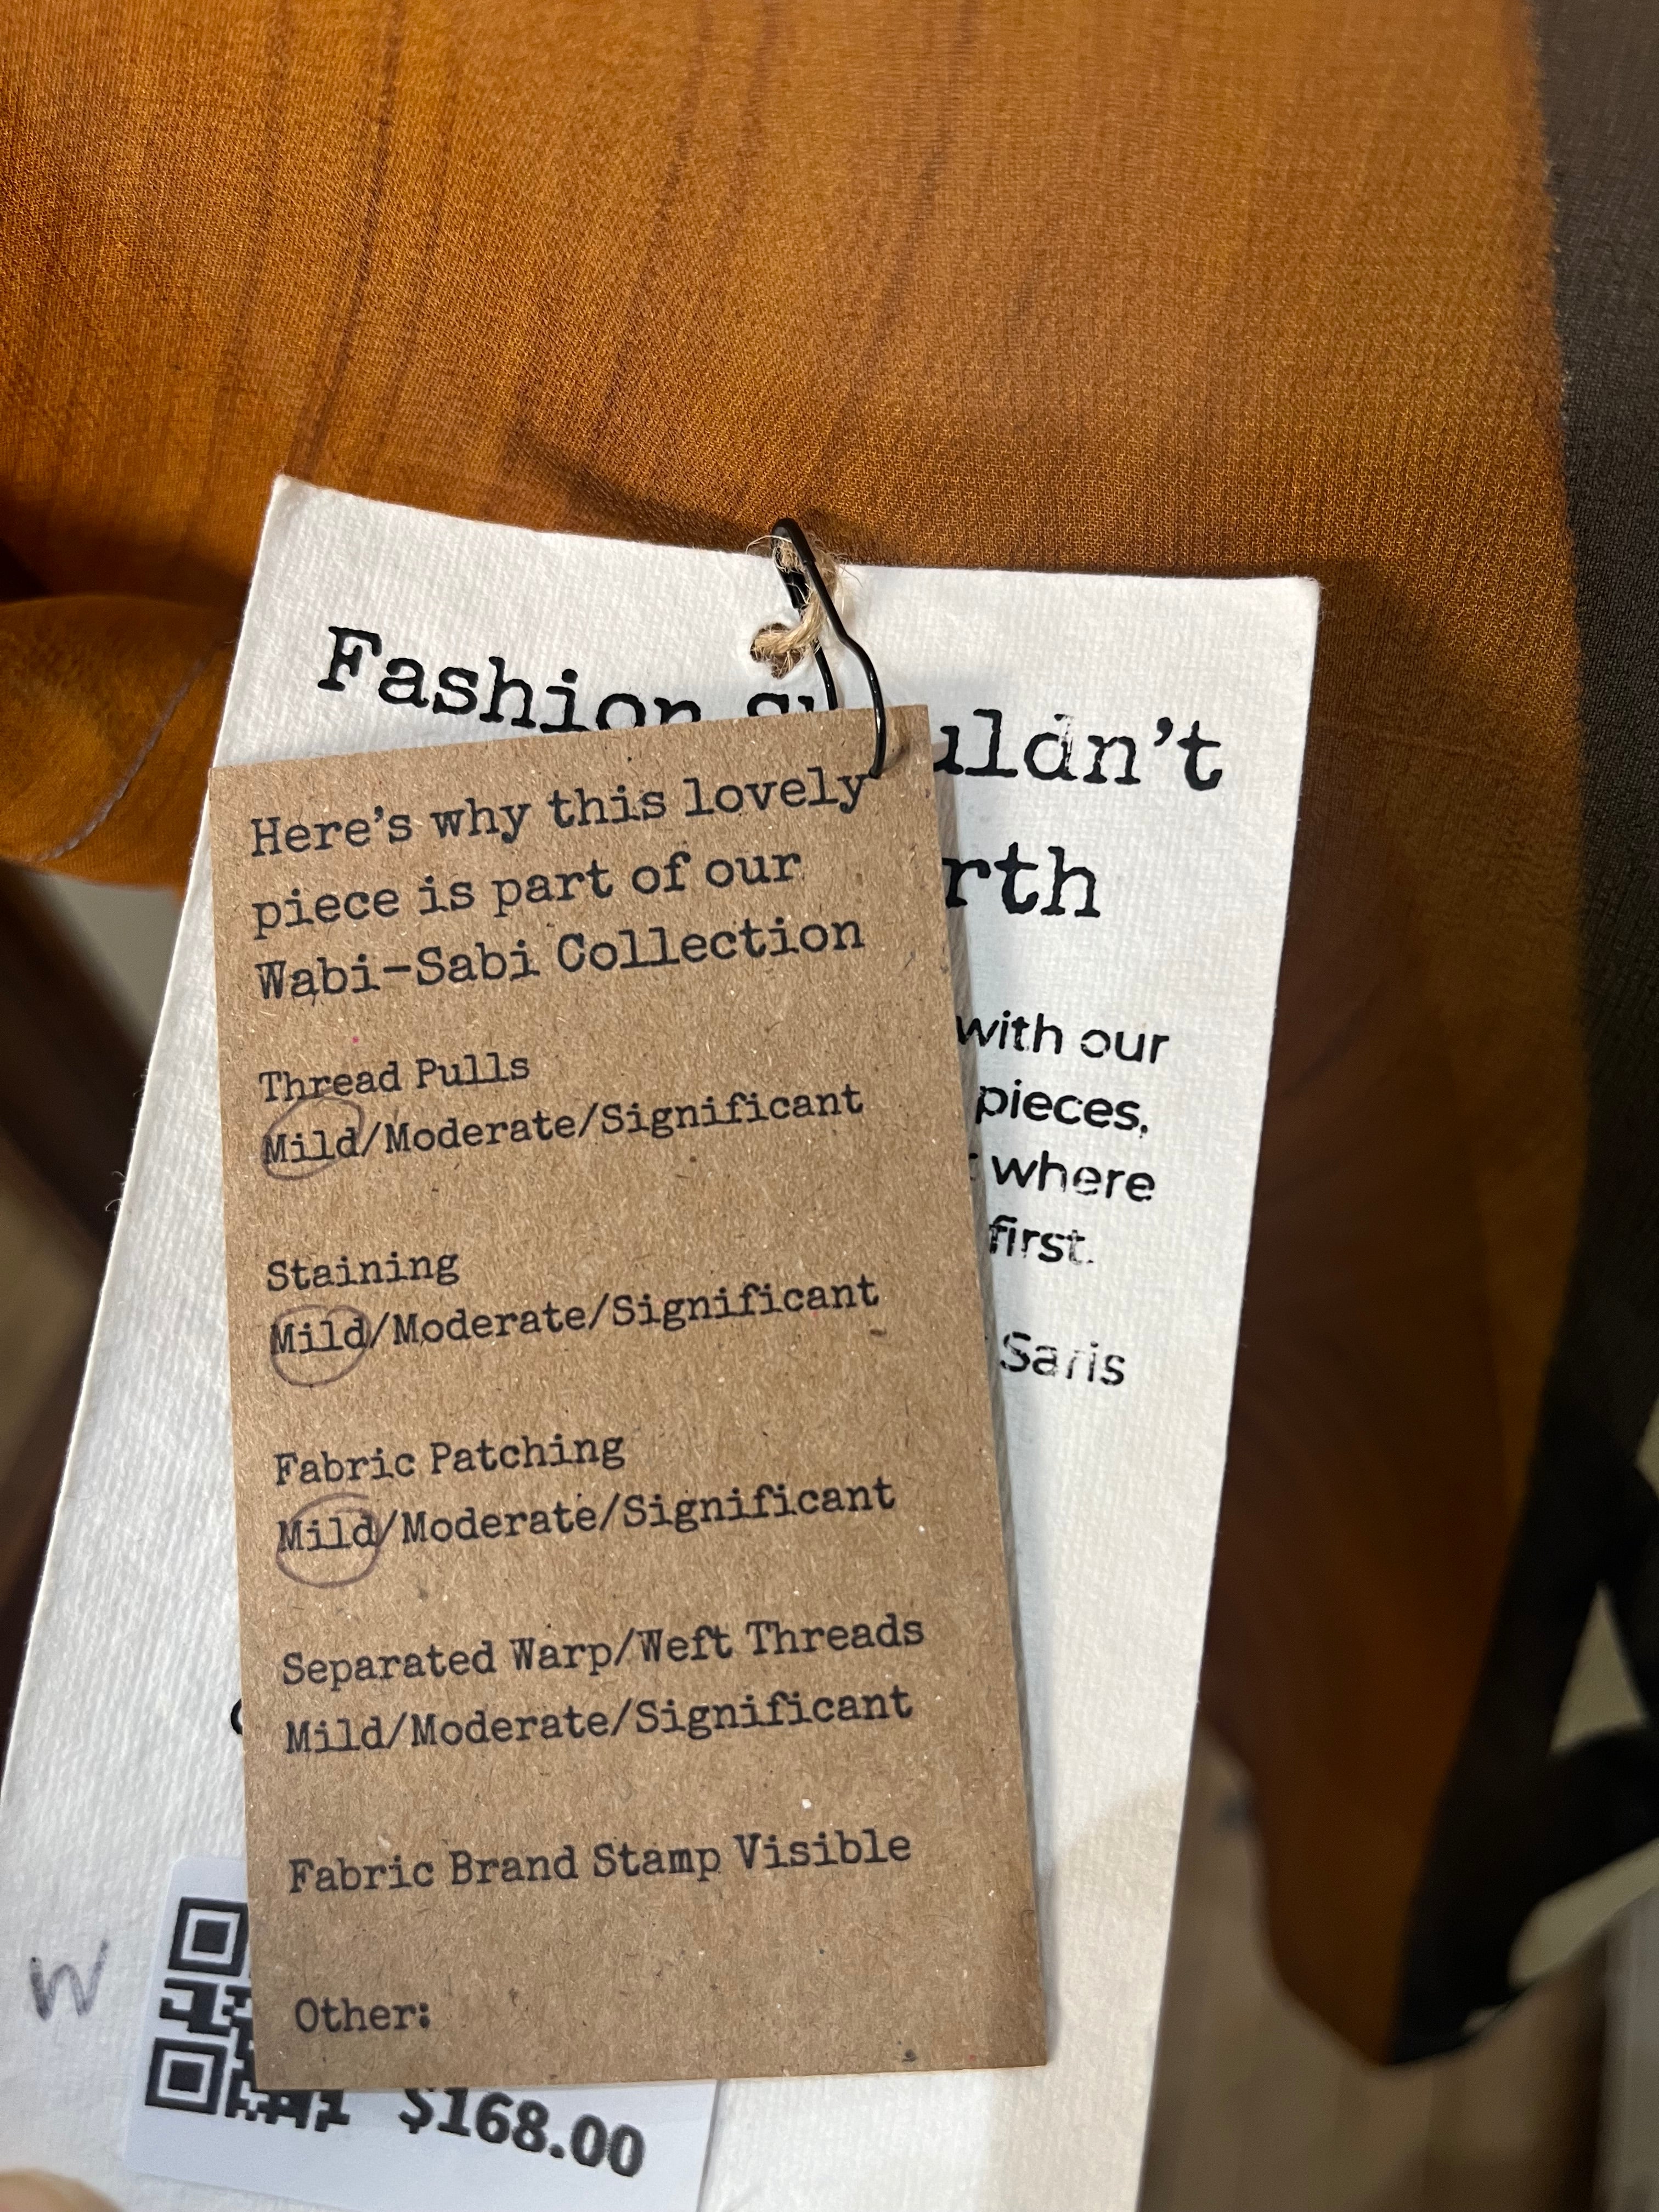 Fashion
Here's why this lovely
piece is part of our
Wabi-Sabi Collection
Thread Pulls
Mild/Moderate/Significant
Staining
Mild/Moderate/Significant
Fabric Patching
Mild/Moderate/Significant
Separated Warp/Weft Threads
Mild/Moderate/Significant
Fabric Brand Stamp Visible
Other:
with our
pieces,
where
first.
Saris
W
$168.00